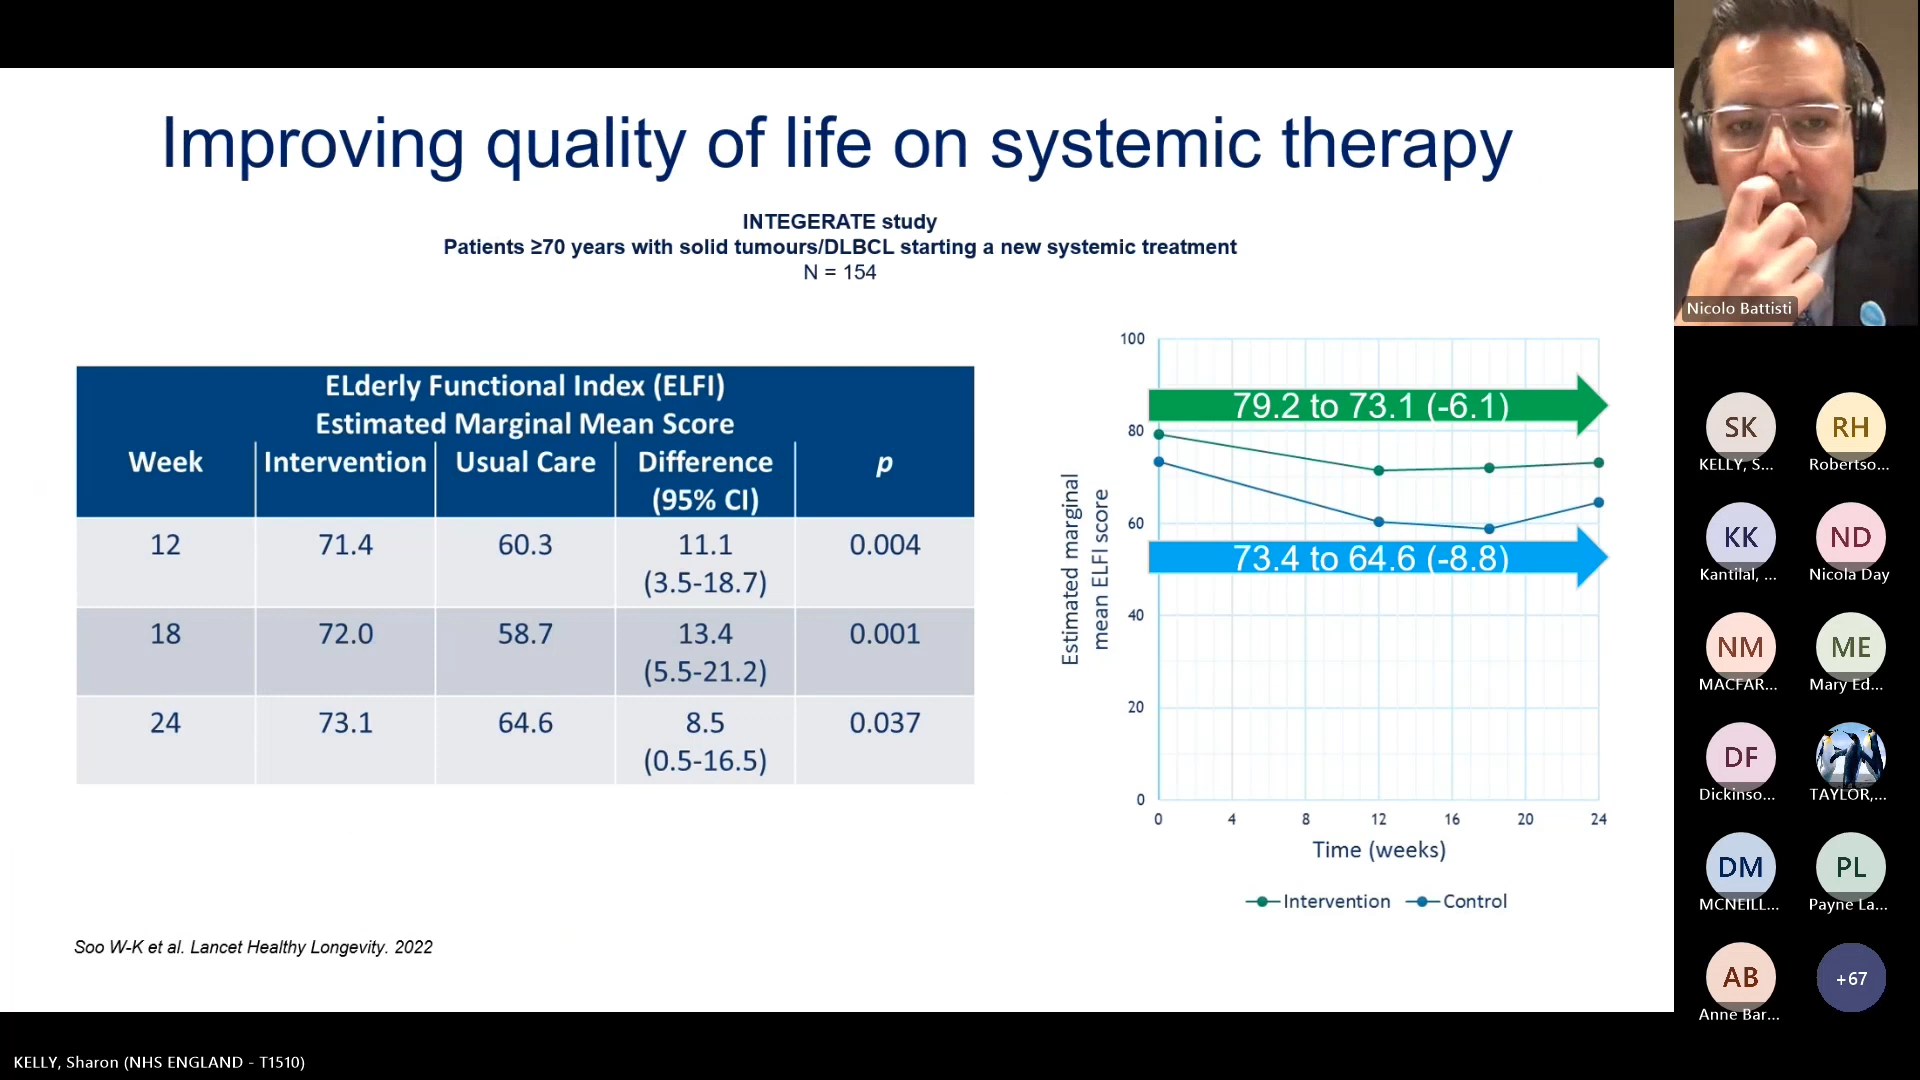 Improving quality of life on systemic therapy
INTEGERATE study
Patients ≥70 years with solid tumours/DLBCL starting a new systemic treatment
N = 154
ELderly Functional Index (ELFI)
Estimated Marginal Mean Score
Week Intervention Usual Care Difference (95% CI) p
12 71.4 60.3 11.1 (3.5-18.7) 0.004
18 72.0 58.7 13.4 (5.5-21.2) 0.001
24 73.1 64.6 8.5 (0.5-16.5) 0.037
Estimated marginal
mean ELFI score
100
80
60
40
20
0
79.2 to 73.1 (-6.1)
73.4 to 64.6 (-8.8)
0 4 8 12 16 20 24
Time (weeks)
Intervention Control
Soo W-K et al. Lancet Healthy Longevity. 2022
Nicolo Battisti
SK RH
KELLY, S... Robertso...
KK ND
Kantilal, ... Nicola Day
NM ME
MACFAR... Mary Ed...
DF
Dickinso... TAYLOR,...
DM PL
MCNEILL... Payne La...
AB +67
Anne Bar...
KELLY, Sharon (NHS ENGLAND - T1510)